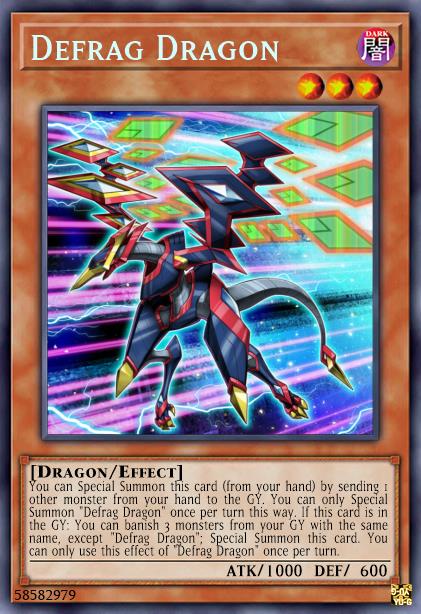 DEFRAG DRAGON
DARK
闇
[DRAGON/EFFECT]
You can Special Summon this card (from your hand) by sending 1
other monster from your hand to the GY. You can only Special
Summon "Defrag Dragon" once per turn this way. If this card is in
the GY: You can banish 3 monsters from your GY with the same
name, except "Defrag Dragon"; Special Summon this card. You
can only use this effect of "Defrag Dragon" once per turn.
ATK/1000 DEF/ 600
58582979